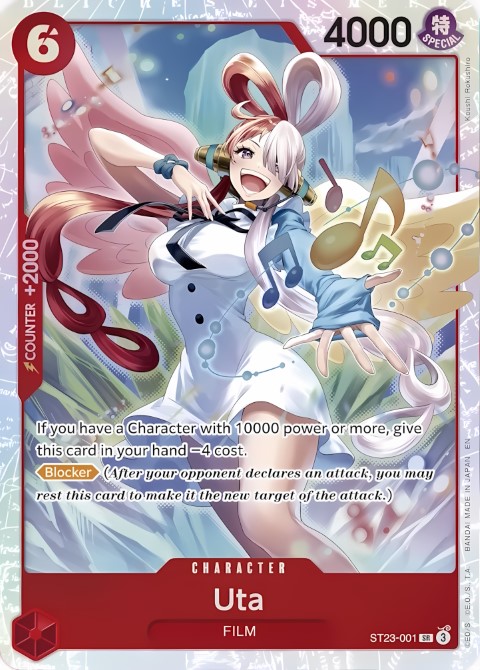 6
4000
特
SPECIAL
Koushi Rokushiro
COUNTER +2000
If you have a Character with 10000 power or more, give
this card in your hand −4 cost.
Blocker (After your opponent declares an attack, you may
rest this card to make it the new target of the attack.)
©E.O./S. ©E.O./S.,T.A. BANDAI MADE IN JAPAN EN
CHARACTER
Uta
FILM
ST23-001 SR 3